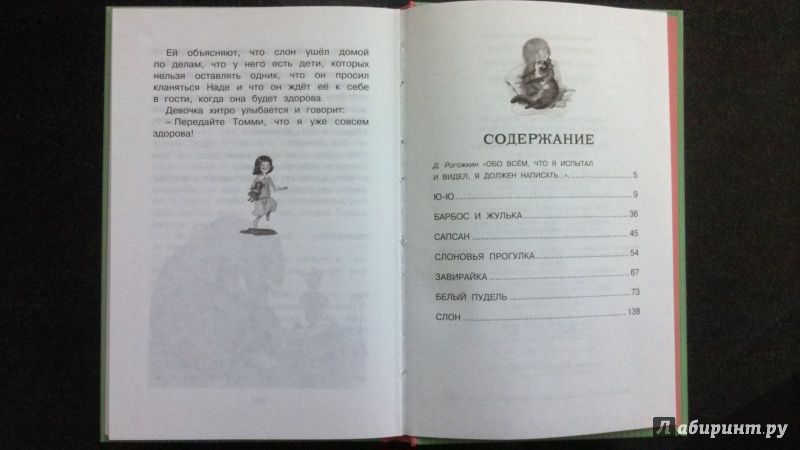 Ей объясняют, что слон ушёл домой
по делам, что у него есть дети, которых
нельзя оставлять одних, что он просил
кланяться Наде и что он ждёт её к себе
в гости, когда она будет здорова.
Девочка хитро улыбается и говорит:
– Передайте Томми, что я уже совсем
здорова!
СОДЕРЖАНИЕ
Д. Рогожкин «ОБО ВСЁМ, ЧТО Я ИСПЫТАЛ
И ВИДЕЛ, Я ДОЛЖЕН НАПИСАТЬ...» 5
Ю-Ю 9
БАРБОС И ЖУЛЬКА 36
САПСАН 45
СЛОНОВЬЯ ПРОГУЛКА 54
ЗАВИРАЙКА 67
БЕЛЫЙ ПУДЕЛЬ 73
СЛОН 138
Лабиринт.ру